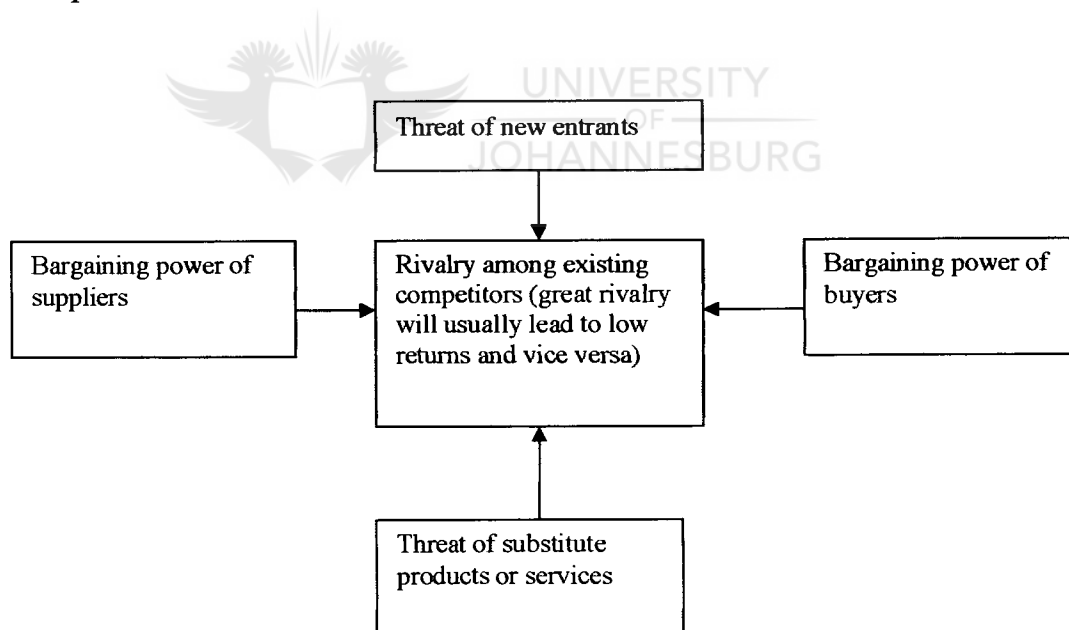 UNIVERSITY
OF
JOHANNESBURG
Threat of new entrants
Bargaining power of
suppliers
Rivalry among existing
competitors (great rivalry
will usually lead to low
returns and vice versa)
Bargaining power of
buyers
Threat of substitute
products or services